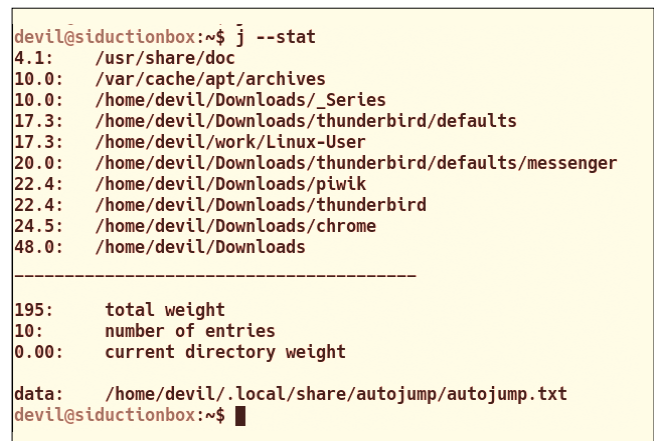 devil@siductionbox:~$ j --stat
4.1: /usr/share/doc
10.0: /var/cache/apt/archives
10.0: /home/devil/Downloads/_Series
17.3: /home/devil/Downloads/thunderbird/defaults
17.3: /home/devil/work/Linux-User
20.0: /home/devil/Downloads/thunderbird/defaults/messenger
22.4: /home/devil/Downloads/piwik
22.4: /home/devil/Downloads/thunderbird
24.5: /home/devil/Downloads/chrome
48.0: /home/devil/Downloads
________________________________________
195: total weight
10: number of entries
0.00: current directory weight
data: /home/devil/.local/share/autojump/autojump.txt
devil@siductionbox:~$